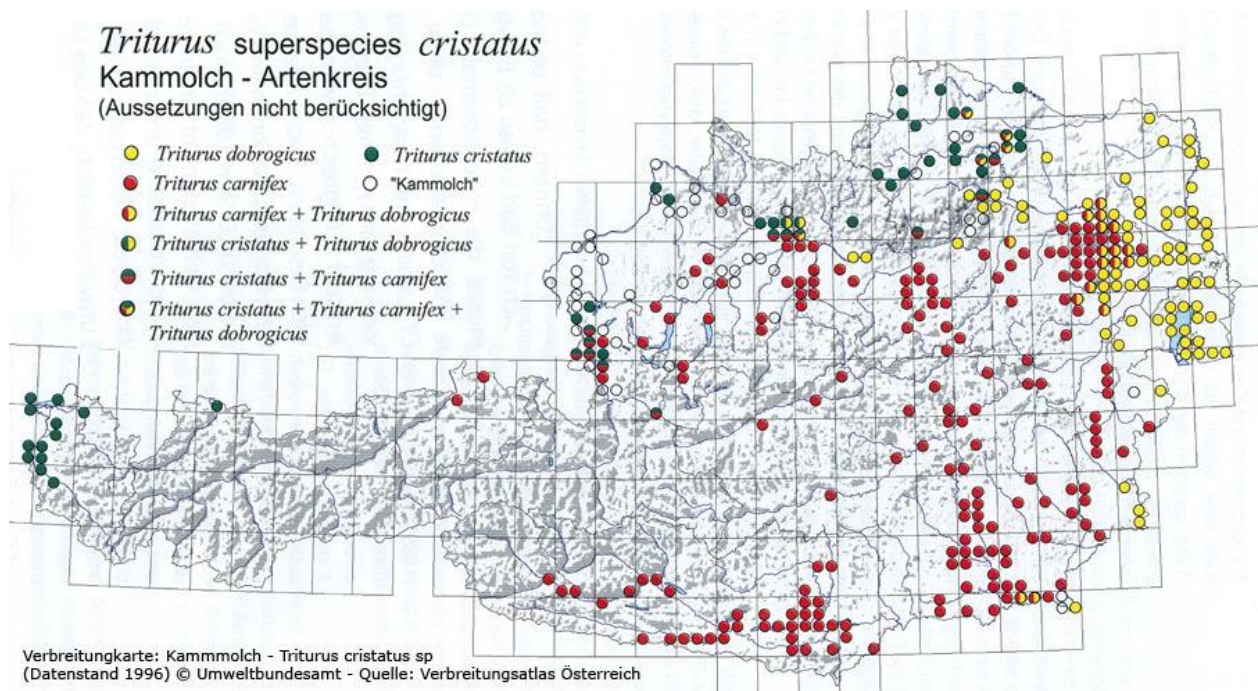 Triturus superspecies cristatus
Kammolch - Artenkreis
(Aussetzungen nicht berücksichtigt)
Triturus dobrogicus
Triturus cristatus
Triturus carnifex
"Kammolch"
Triturus carnifex + Triturus dobrogicus
Triturus cristatus + Triturus dobrogicus
Triturus cristatus + Triturus carnifex
Triturus cristatus + Triturus carnifex +
Triturus dobrogicus
Verbreitungkarte: Kammmolch - Triturus cristatus sp
(Datenstand 1996) © Umweltbundesamt - Quelle: Verbreitungsatlas Österreich